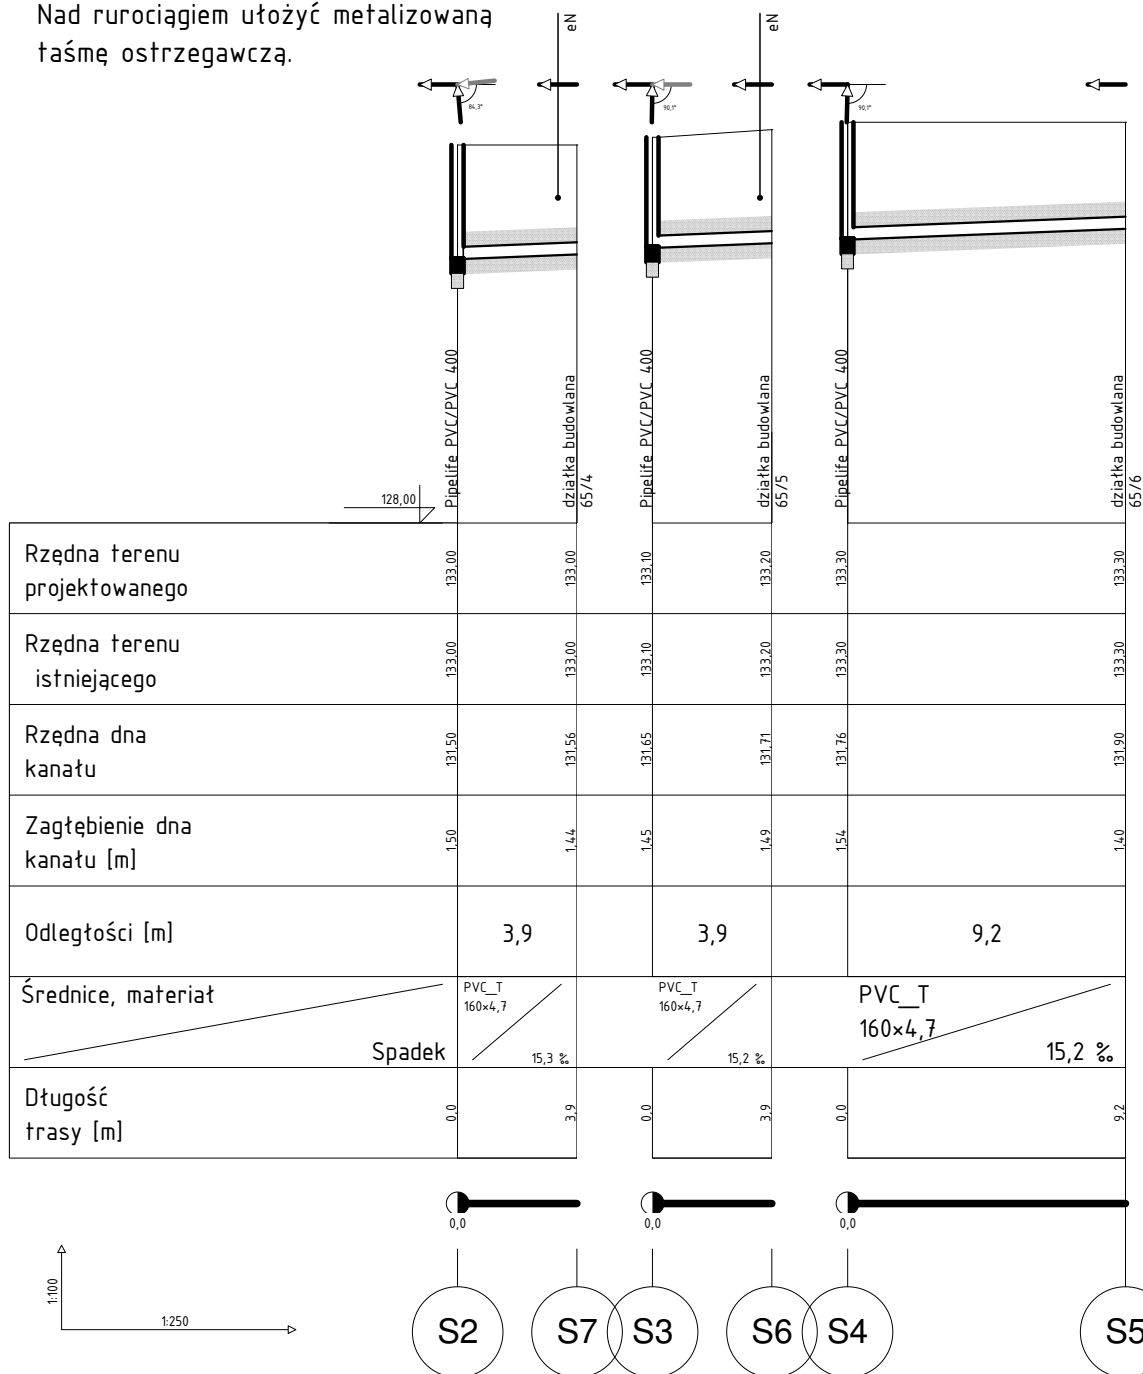 Nad rurociągiem ułożyć metalizowaną
taśmę ostrzegawczą.
eN
eN
84,3°
90,1°
90,1°
Pipelife PVC/PVC 400
działka budowlana
65/4
Pipelife PVC/PVC 400
działka budowlana
65/5
Pipelife PVC/PVC 400
działka budowlana
65/6
128,00
Rzędna terenu
projektowanego
133,00
133,00
133,10
133,20
133,30
133,30
Rzędna terenu
istniejącego
133,00
133,00
133,10
133,20
133,30
133,30
Rzędna dna
kanału
131,50
131,56
131,65
131,71
131,76
131,90
Zagłębienie dna
kanału [m]
1,50
1,44
1,45
1,49
1,54
1,40
Odległości [m]
3,9
3,9
9,2
Średnice, materiał
Spadek
PVC_T
160×4,7
15,3 ‰
PVC_T
160×4,7
15,2 ‰
PVC_T
160×4,7
15,2 ‰
Długość
trasy [m]
0,0
3,9
0,0
3,9
0,0
9,2
0,0
0,0
0,0
1:100
1:250
S2
S7
S3
S6
S4
S5